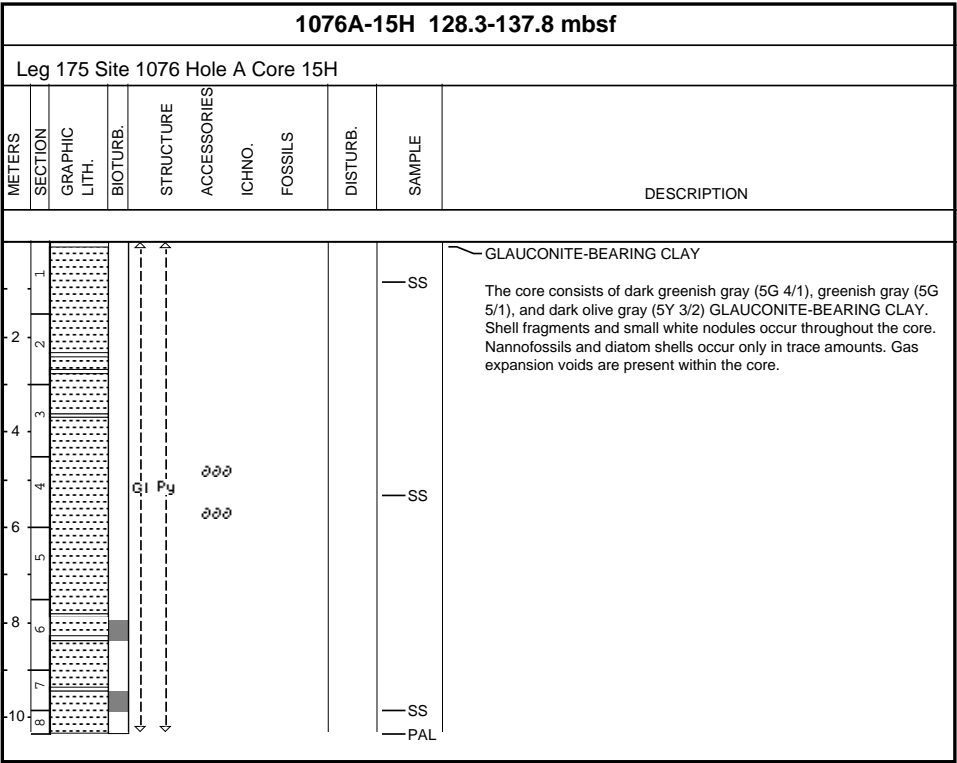 1076A-15H 128.3-137.8 mbsf
Leg 175 Site 1076 Hole A Core 15H
METERS
SECTION
GRAPHIC LITH.
BIOTURB.
STRUCTURE
ACCESSORIES
ICHNO.
FOSSILS
DISTURB.
SAMPLE
DESCRIPTION
GLAUCONITE-BEARING CLAY
The core consists of dark greenish gray (5G 4/1), greenish gray (5G
5/1), and dark olive gray (5Y 3/2) GLAUCONITE-BEARING CLAY.
Shell fragments and small white nodules occur throughout the core.
Nannofossils and diatom shells occur only in trace amounts. Gas
expansion voids are present within the core.
1
SS
2
2
3
4
4
Gl Py
SS
6
5
8
6
7
10
8
SS
PAL